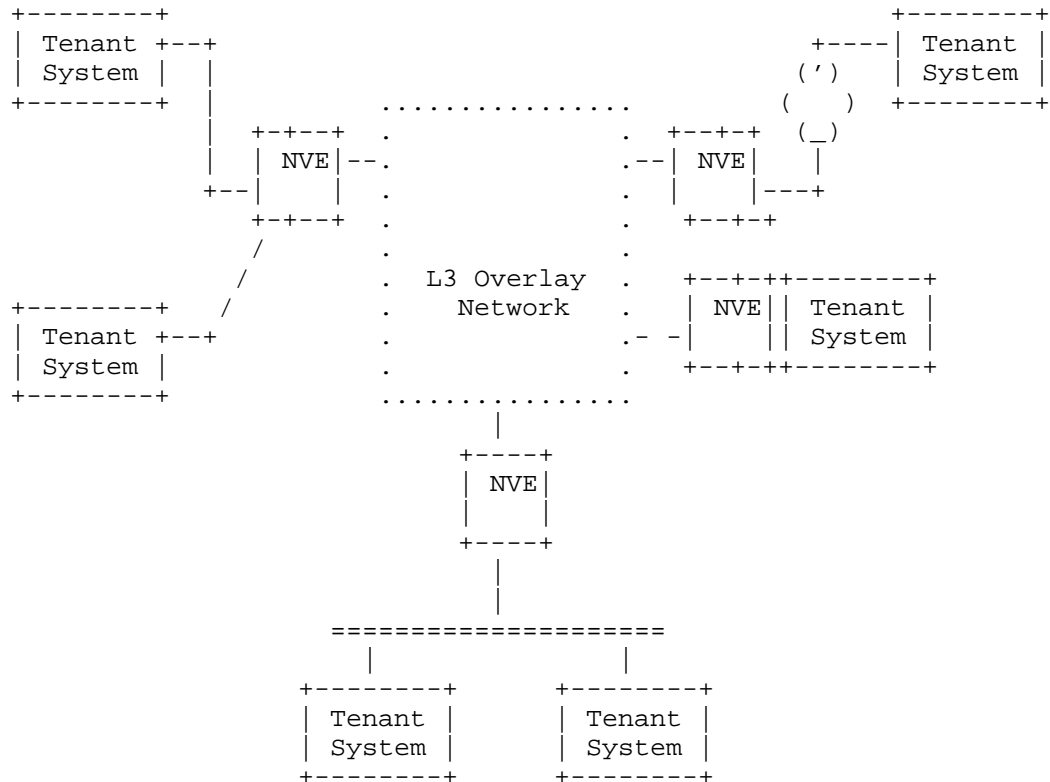 Tenant
System
Tenant
System
NVE
NVE
L3 Overlay
Network
NVE
Tenant
System
Tenant
System
NVE
Tenant
System
Tenant
System